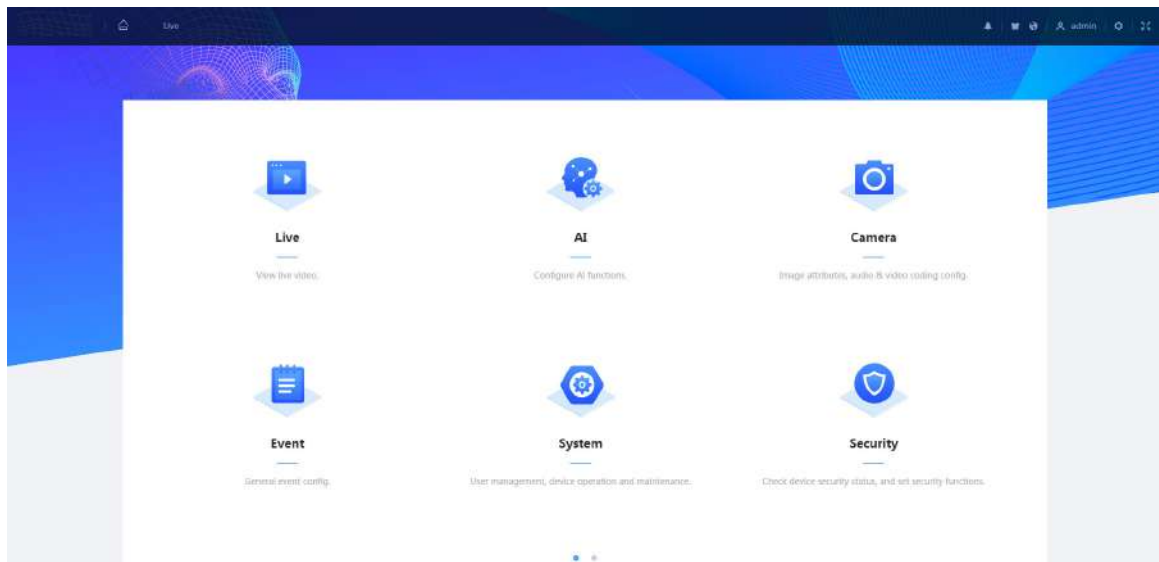 Live
admin
Live
AI
Camera
View live video.
Configure AI functions.
Image attributes, audio & video coding config.
Event
System
Security
General event config.
User management, device operation and maintenance.
Check device security status, and set security functions.